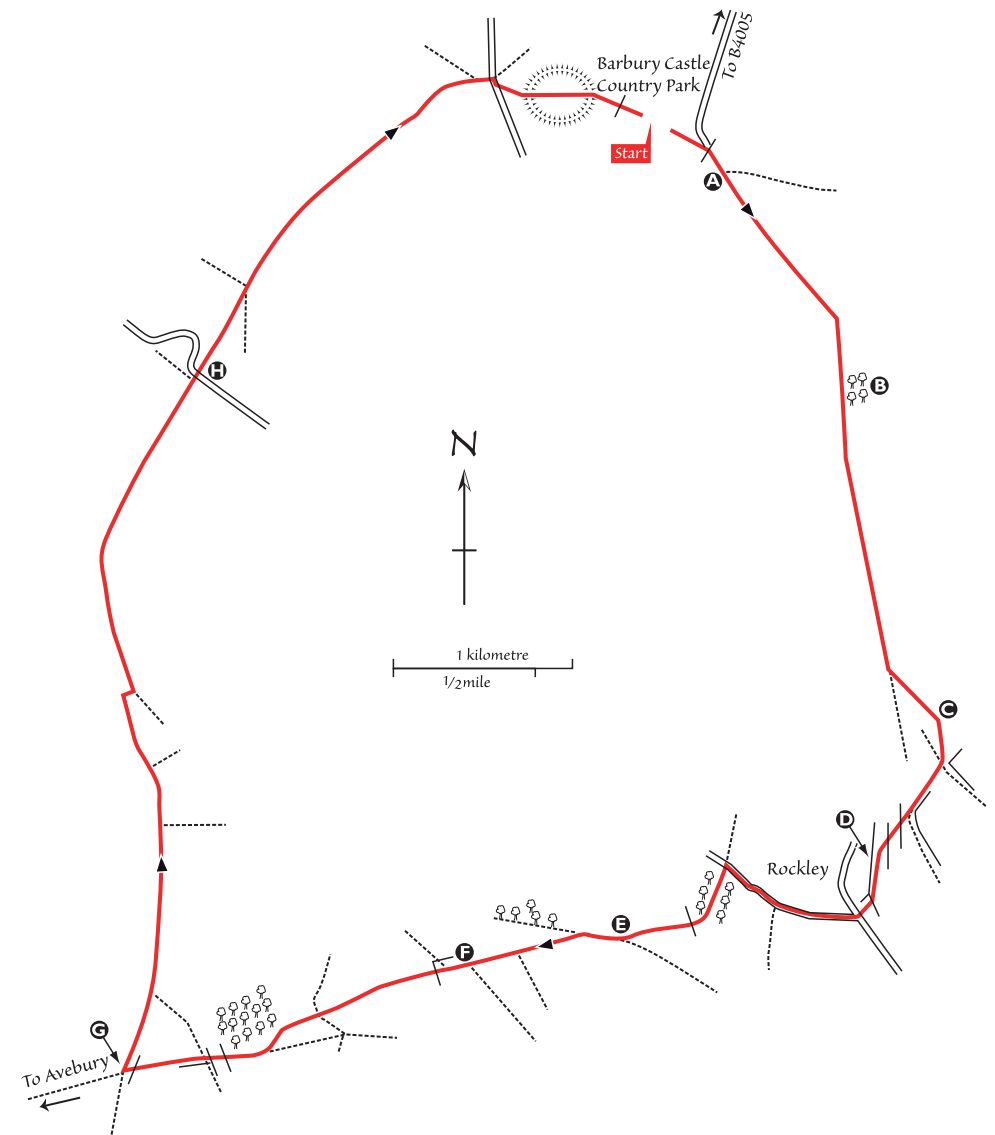 To B4005
Barbury Castle
Country Park
Start
A
B
H
N
1 kilometre
1/2mile
C
D
Rockley
E
F
G
To Avebury